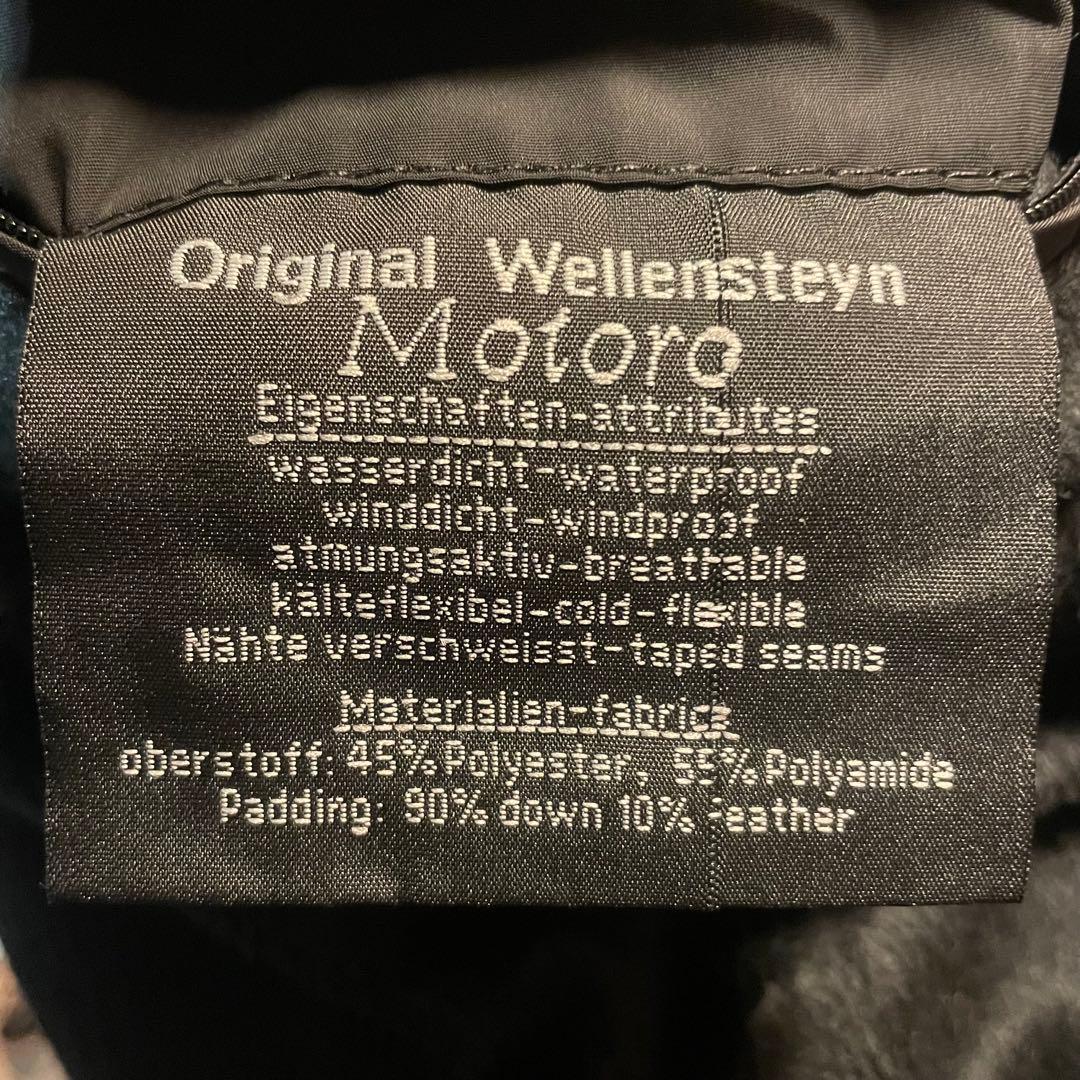 Original Wellensteyn
Motoro
Eigenschaften-attributes
wasserdicht-waterproof
winddicht-windproof
atmungsaktiv-breathable
kälteflexibel-cold-flexible
Nähte verschweisst-taped seams
Materialien-fabrics
oberstoff: 45% Polyester, 55% Polyamide
Padding: 90% down 10% feather